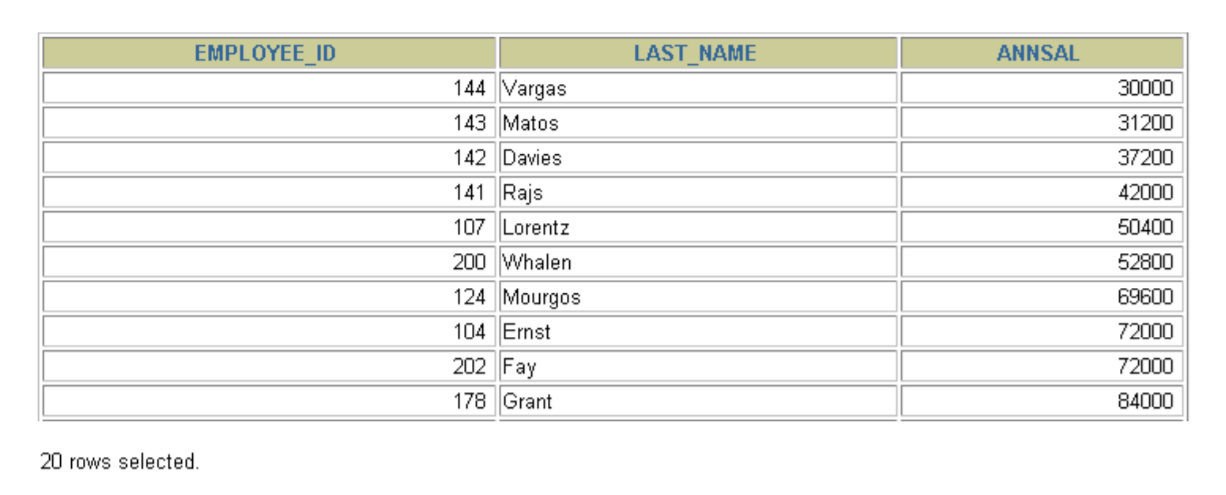 EMPLOYEE_ID LAST_NAME ANNSAL
144 Vargas 30000
143 Matos 31200
142 Davies 37200
141 Rajs 42000
107 Lorentz 50400
200 Whalen 52800
124 Mourgos 69600
104 Ernst 72000
202 Fay 72000
178 Grant 84000
20 rows selected.